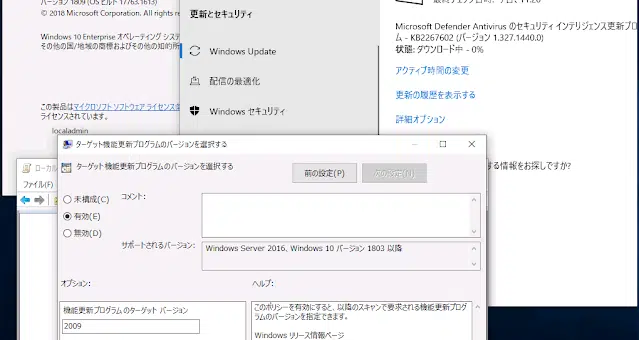 バージョン 1809 (OS ビルド 17763.1613)
© 2018 Microsoft Corporation. All rights rese
Windows 10 Enterprise オペレーティング システ
その他の国/地域の商標およびその他の知的所
この製品はマイクロソフト ソフトウェア ライセンス
ライセンスされています。
localadmin
更新とセキュリティ
Windows Update
配信の最適化
Windows セキュリティ
Microsoft Defender Antivirus のセキュリティ インテリジェンス更新プロ
ム - KB2267602 (バージョン 1.327.1440.0)
状態: ダウンロード中 - 0%
アクティブ時間の変更
更新の履歴を表示する
詳細オプション
する情報をお探しですか?
ローカル
ファイル(F)
ターゲット機能更新プログラムのバージョンを選択する
ターゲット機能更新プログラムのバージョンを選択する
前の設定(P)
次の設定(N)
未構成(C)
有効(E)
無効(D)
コメント:
サポートされるバージョン:
Windows Server 2016、Windows 10 バージョン 1803 以降
オプション:
ヘルプ:
機能更新プログラムのターゲット バージョン
2009
このポリシーを有効にすると、以降のスキャンで要求される機能更新プログ
ラムのバージョンを指定できます。
Windows リリース情報ページ